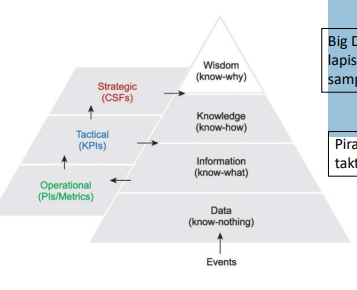 Strategic
(CSFs)
Tactical
(KPIs)
Operational
(PIs/Metrics)
Wisdom
(know-why)
Knowledge
(know-how)
Information
(know-what)
Data
(know-nothing)
Events
Big D
lapis
samp
Pira
takt